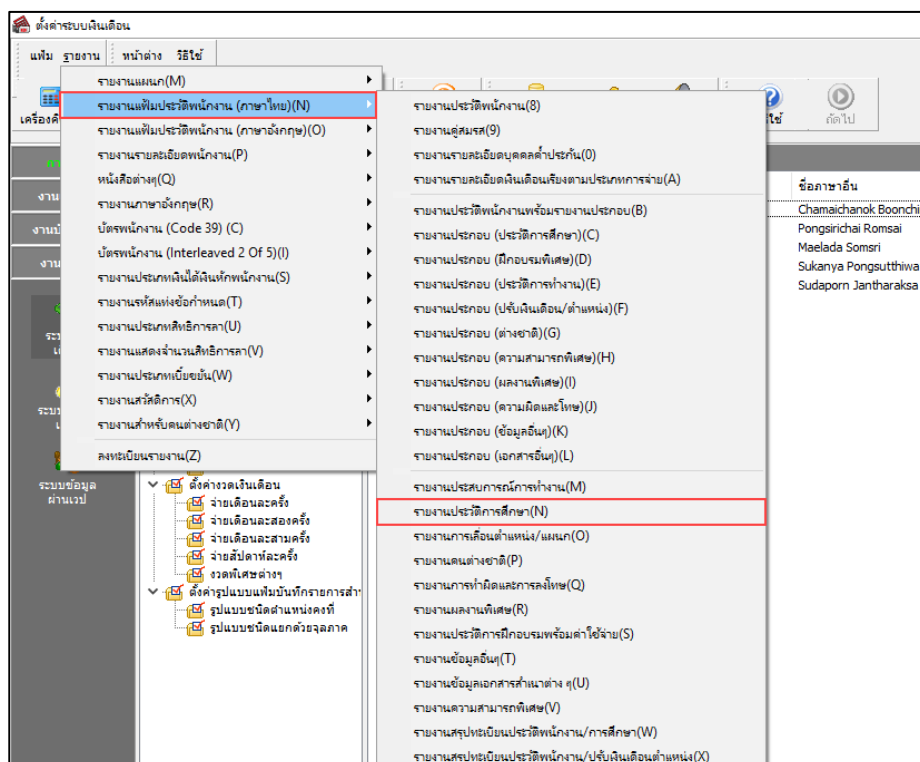 ตั้งค่าระบบเงินเดือน
แฟ้ม รายงาน หน้าต่าง วิธีใช้
รายงานแผนก(M)
รายงานแฟ้มประวัติพนักงาน (ภาษาไทย)(N)
รายงานแฟ้มประวัติพนักงาน (ภาษาอังกฤษ)(O)
รายงานรายละเอียดพนักงาน(P)
หนังสือต่างๆ(Q)
รายงานภาษาอังกฤษ(R)
บัตรพนักงาน (Code 39) (C)
บัตรพนักงาน (Interleaved 2 Of 5)(I)
รายงานประเภทเงินได้เงินหักพนักงาน(S)
รายงานรหัสแท่งข้อกำหนด(T)
รายงานประเภทสิทธิการลา(U)
รายงานแสดงจำนวนสิทธิการลา(V)
รายงานประเภทเบี้ยขยัน(W)
รายงานสวัสดิการ(X)
รายงานสำหรับคนต่างชาติ(Y)
ลงทะเบียนรายงาน(Z)
รายงานประวัติพนักงาน(8)
รายงานคู่สมรส(9)
รายงานรายละเอียดบุคคลค้ำประกัน(0)
รายงานรายละเอียดเงินเดือนเรียงตามประเภทการจ่าย(A)
รายงานประวัติพนักงานพร้อมรายงานประกอบ(B)
รายงานประกอบ (ประวัติการศึกษา)(C)
รายงานประกอบ (ฝึกอบรมพิเศษ)(D)
รายงานประกอบ (ประวัติการทำงาน)(E)
รายงานประกอบ (ปรับเงินเดือน/ตำแหน่ง)(F)
รายงานประกอบ (ต่างชาติ)(G)
รายงานประกอบ (ความสามารถพิเศษ)(H)
รายงานประกอบ (ผลงานพิเศษ)(I)
รายงานประกอบ (ความผิดและโทษ)(J)
รายงานประกอบ (ข้อมูลอื่นๆ)(K)
รายงานประกอบ (เอกสารอื่นๆ)(L)
รายงานประสบการณ์การทำงาน(M)
รายงานประวัติการศึกษา(N)
รายงานการเลื่อนตำแหน่ง/แผนก(O)
รายงานคนต่างชาติ(P)
รายงานการทำผิดและการลงโทษ(Q)
รายงานผลงานพิเศษ(R)
รายงานประวัติการฝึกอบรมพร้อมค่าใช้จ่าย(S)
รายงานข้อมูลอื่นๆ(T)
รายงานข้อมูลเอกสารสำเนาต่าง ๆ(U)
รายงานความสามารถพิเศษ(V)
รายงานสรุปทะเบียนประวัติพนักงาน/การศึกษา(W)
รายงานสรุปทะเบียนประวัติพนักงาน/ปรับเงินเดือนตำแหน่ง(X)
ถัดไป
ชื่อภาษาอื่น
Chamaichanok Boonchi
Pongsirichai Romsai
Maelada Somsri
Sukanya Pongsutthiwa
Sudaporn Jantharaksa
ระบบข้อมูล
ผ่านเวป
ตั้งค่างวดเงินเดือน
จ่ายเดือนละครั้ง
จ่ายเดือนละสองครั้ง
จ่ายเดือนละสามครั้ง
จ่ายสัปดาห์ละครั้ง
งวดพิเศษต่างๆ
ตั้งค่ารูปแบบแฟ้มบันทึกรายการสำ
รูปแบบชนิดตำแหน่งคงที่
รูปแบบชนิดแยกด้วยจุลภาค